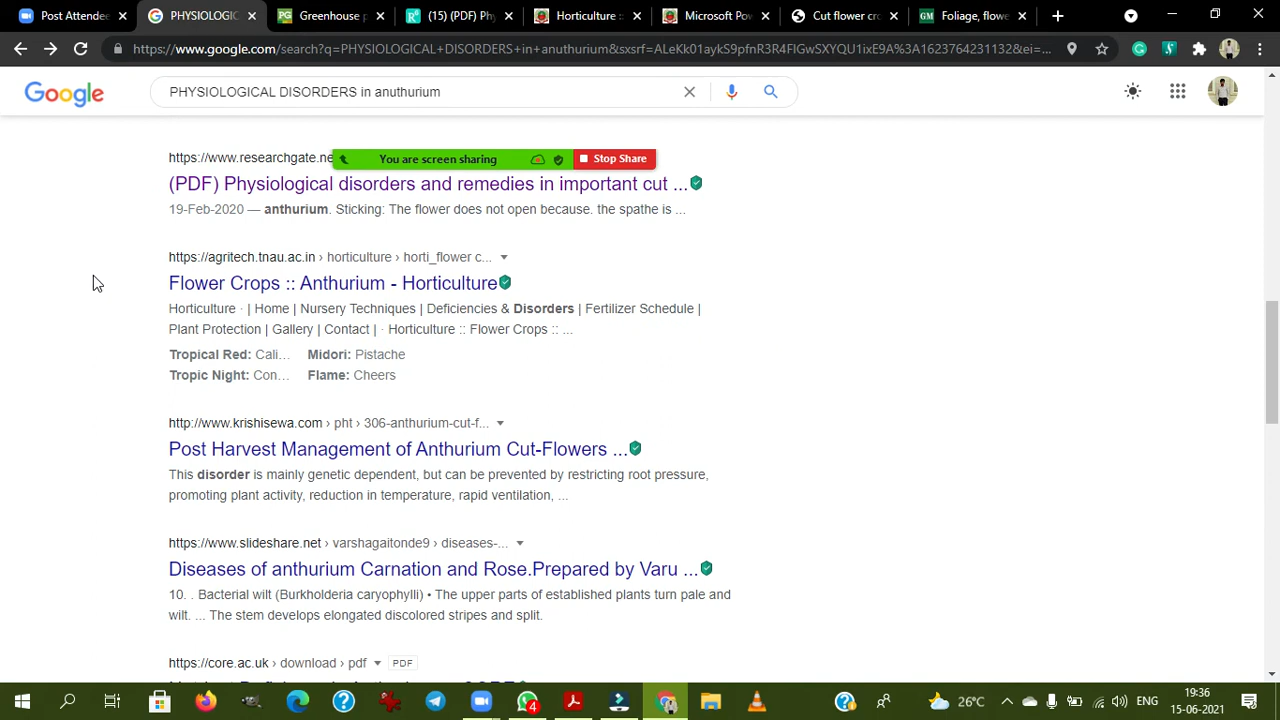 Post Attende
PHYSIOLOGIC
Greenhouse
(15) (PDF) Ph
Horticulture ::
Microsoft Pow
Cut flower cr
Foliage, flowe
https://www.google.com/search?q=PHYSIOLOGICAL+DISORDERS+in+anuthurium&sxsrf=ALeKk01aykS9pfnR3R4FIGwSXYQU1ixE9A%3A1623764231132&ei=...
Google
PHYSIOLOGICAL DISORDERS in anuthurium
https://www.researchgate.ne
You are screen sharing
Stop Share
(PDF) Physiological disorders and remedies in important cut ...
19-Feb-2020 — anthurium. Sticking: The flower does not open because. the spathe is ...
https://agritech.tnau.ac.in › horticulture › horti_flower c...
Flower Crops :: Anthurium - Horticulture
Horticulture · | Home | Nursery Techniques | Deficiencies & Disorders | Fertilizer Schedule |
Plant Protection | Gallery | Contact | · Horticulture :: Flower Crops :: ...
Tropical Red: Cali... Midori: Pistache
Tropic Night: Con... Flame: Cheers
http://www.krishisewa.com › pht › 306-anthurium-cut-f...
Post Harvest Management of Anthurium Cut-Flowers ...
This disorder is mainly genetic dependent, but can be prevented by restricting root pressure,
promoting plant activity, reduction in temperature, rapid ventilation, ...
https://www.slideshare.net › varshagaitonde9 › diseases-...
Diseases of anthurium Carnation and Rose.Prepared by Varu ...
10. . Bacterial wilt (Burkholderia caryophylli) • The upper parts of established plants turn pale and
wilt. ... The stem develops elongated discolored stripes and split.
https://core.ac.uk › download › pdf
PDF
4
26°C
ENG
19:36
15-06-2021